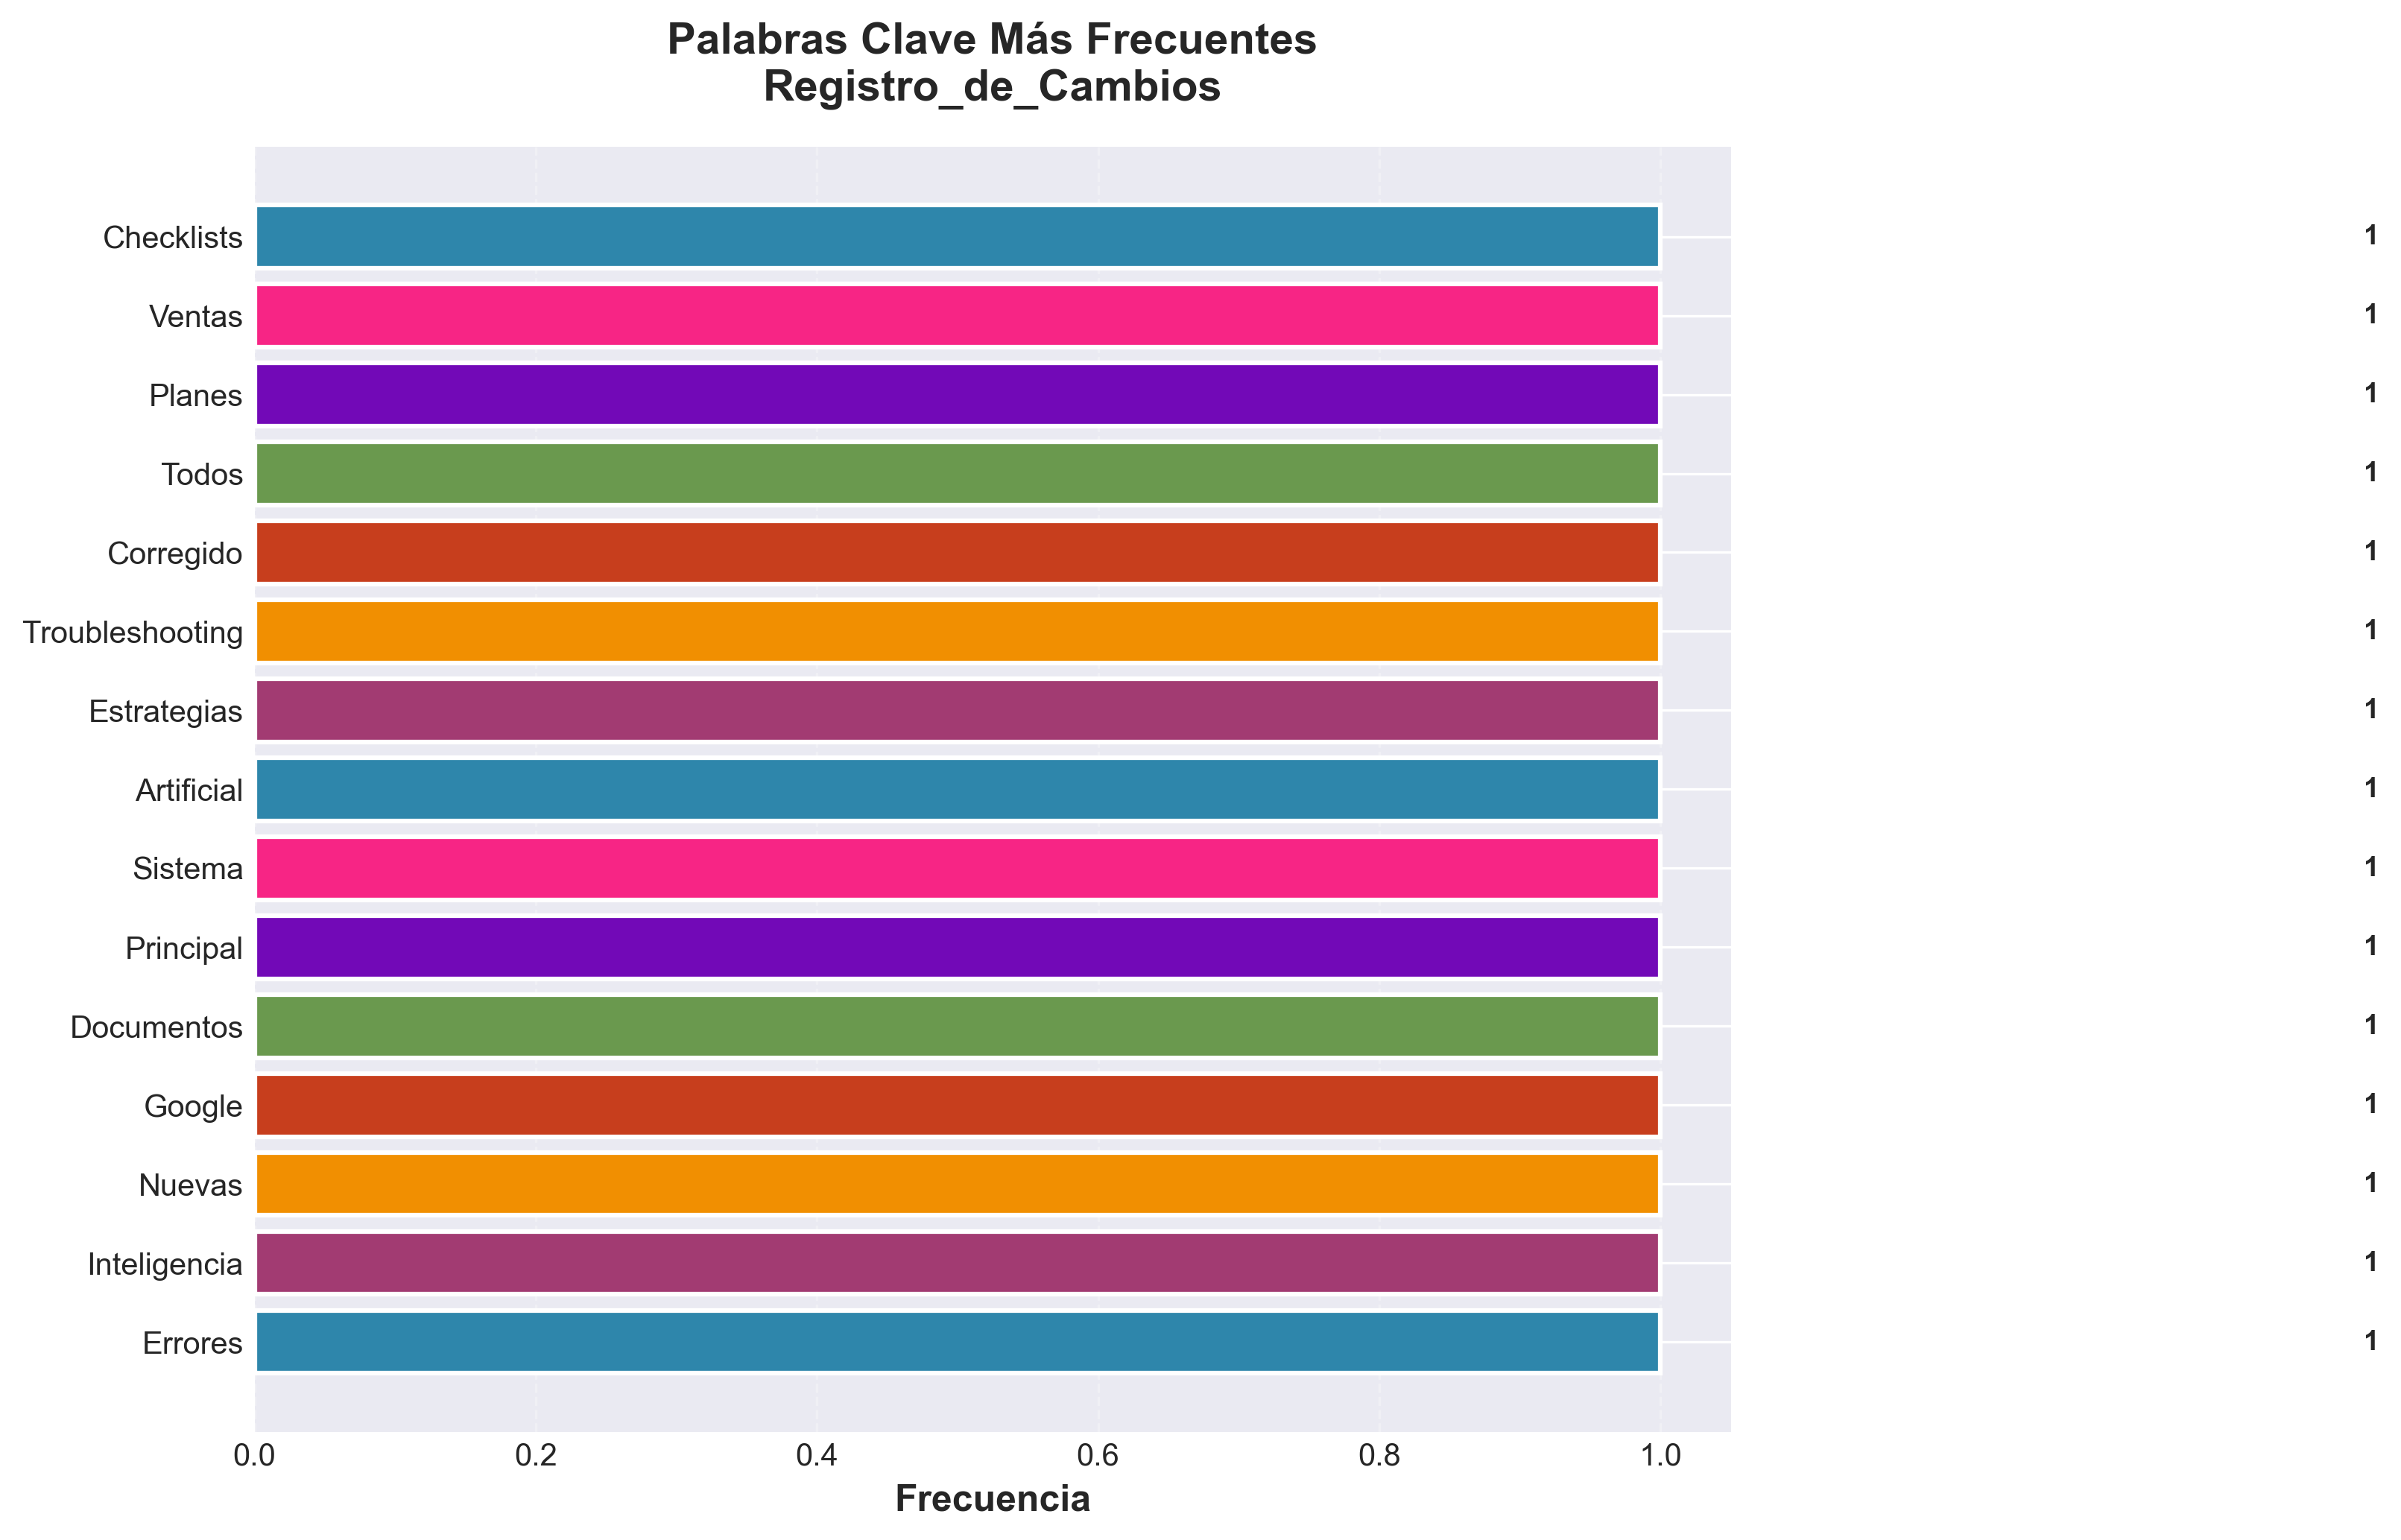 Palabras Clave Más Frecuentes
Registro_de_Cambios
Checklists 1
Ventas 1
Planes 1
Todos 1
Corregido 1
Troubleshooting 1
Estrategias 1
Artificial 1
Sistema 1
Principal 1
Documentos 1
Google 1
Nuevas 1
Inteligencia 1
Errores 1
0.0 0.2 0.4 0.6 0.8 1.0
Frecuencia